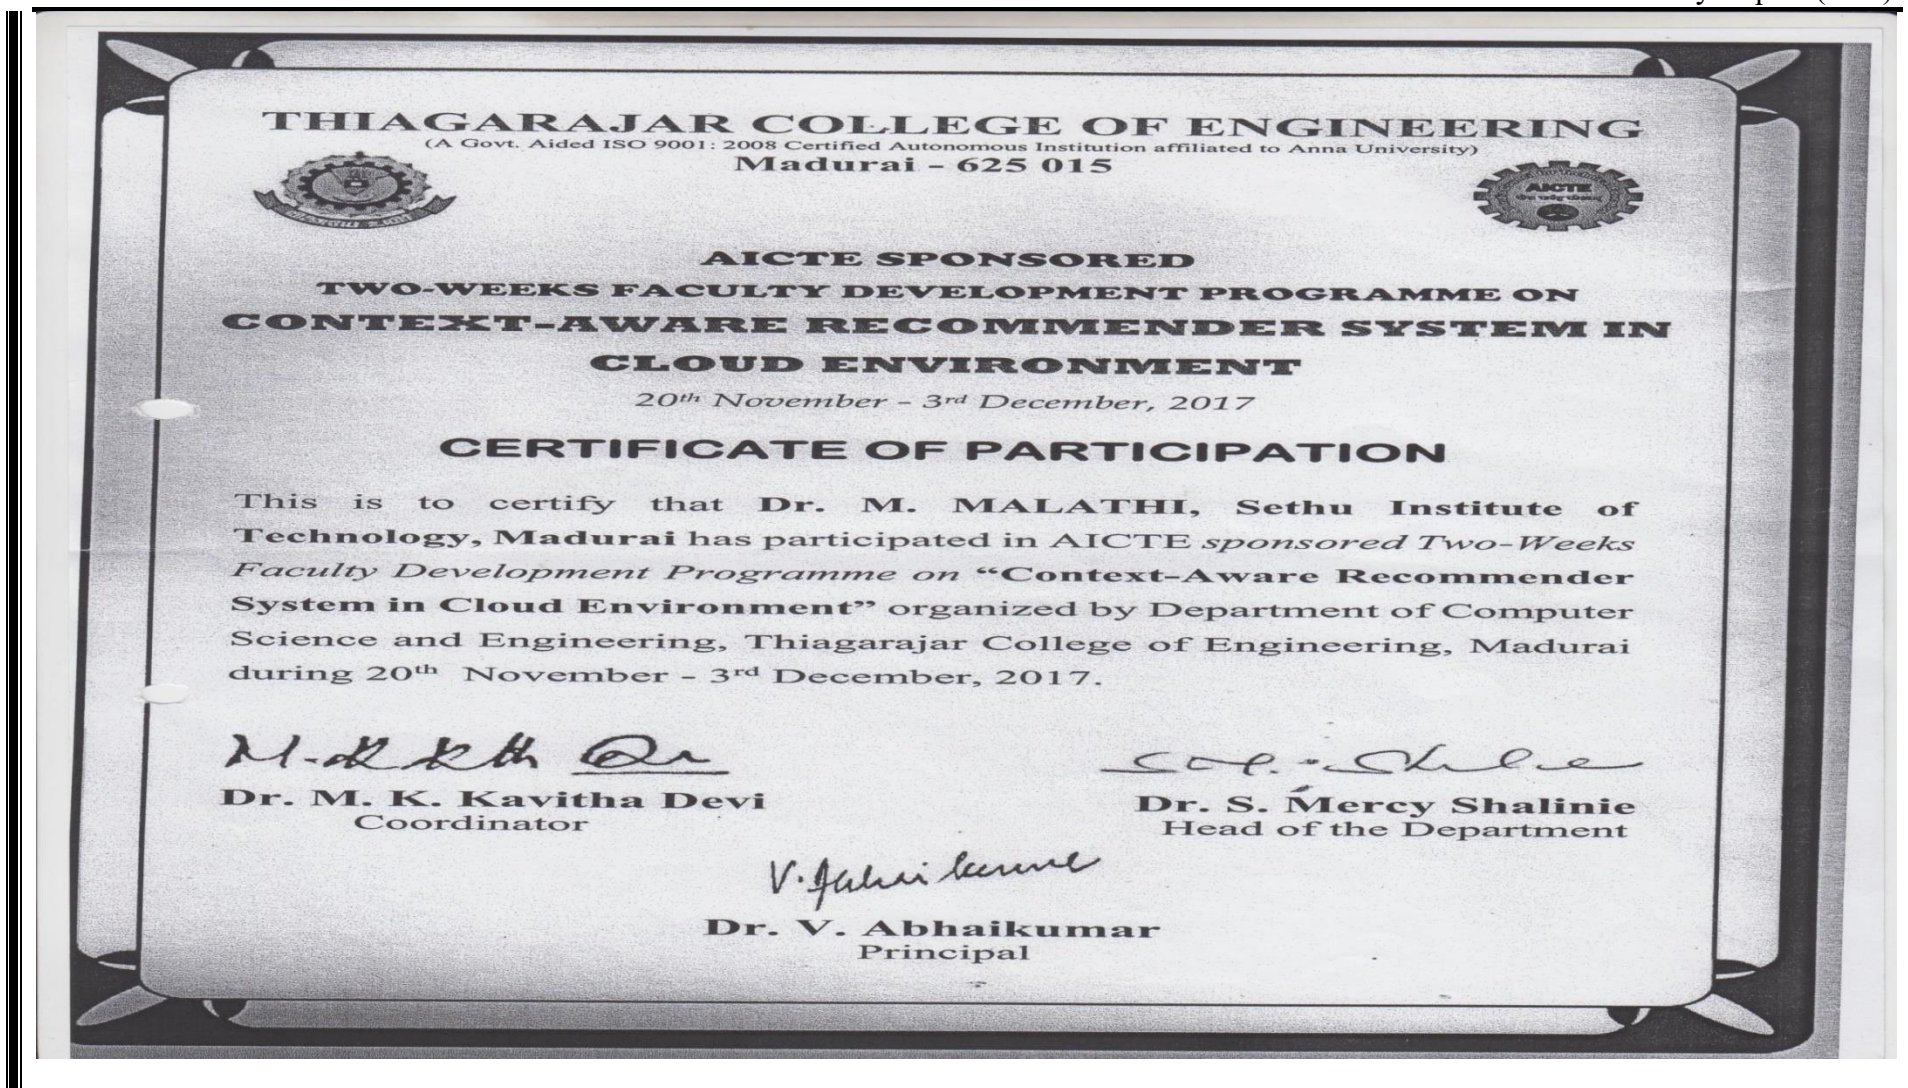 THIAGARAJAR COLLEGE OF ENGINEERING
(A Govt. Aided ISO 9001: 2008 Certified Autonomous Institution affiliated to Anna University)
Madurai - 625 015
AICTE
AICTE SPONSORED
TWO-WEEKS FACULTY DEVELOPMENT PROGRAMME ON
CONTEXT-AWARE RECOMMENDER SYSTEM IN
CLOUD ENVIRONMENT
20th November - 3rd December, 2017
CERTIFICATE OF PARTICIPATION
This is to certify that Dr. M. MALATHI, Sethu Institute of
Technology, Madurai has participated in AICTE sponsored Two-Weeks
Faculty Development Programme on “Context-Aware Recommender
System in Cloud Environment” organized by Department of Computer
Science and Engineering, Thiagarajar College of Engineering, Madurai
during 20th November - 3rd December, 2017.
Dr. M. K. Kavitha Devi
Coordinator
Dr. S. Mercy Shalinie
Head of the Department
V. Abhaikumar
Dr. V. Abhaikumar
Principal